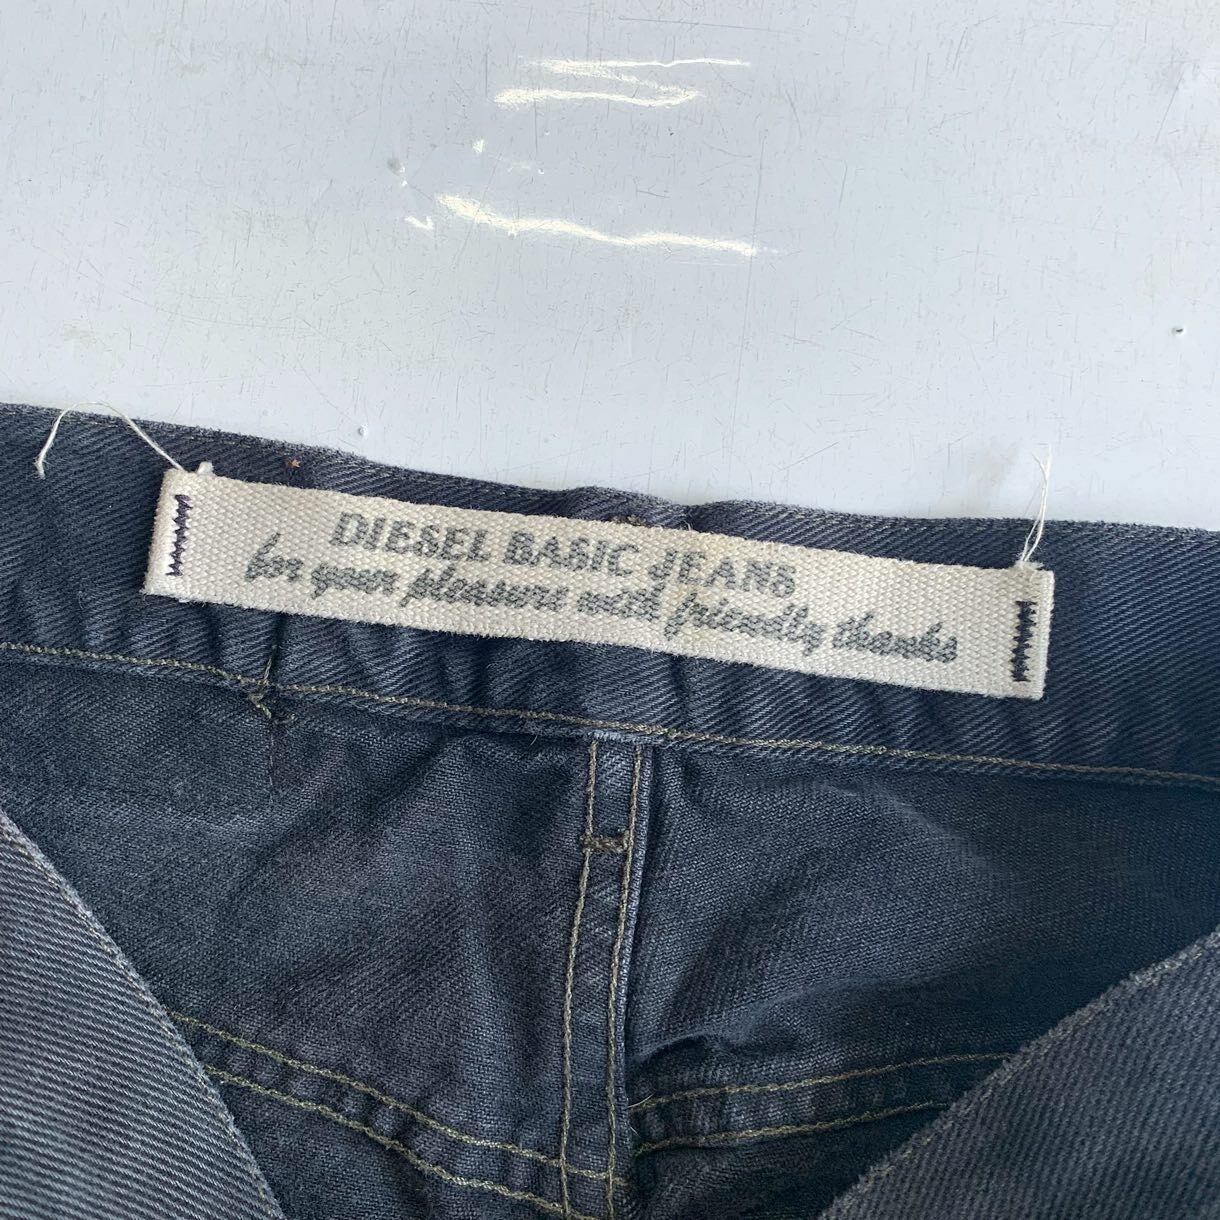 DIESEL BASIC JEANS
for your pleasure with friendly thanks